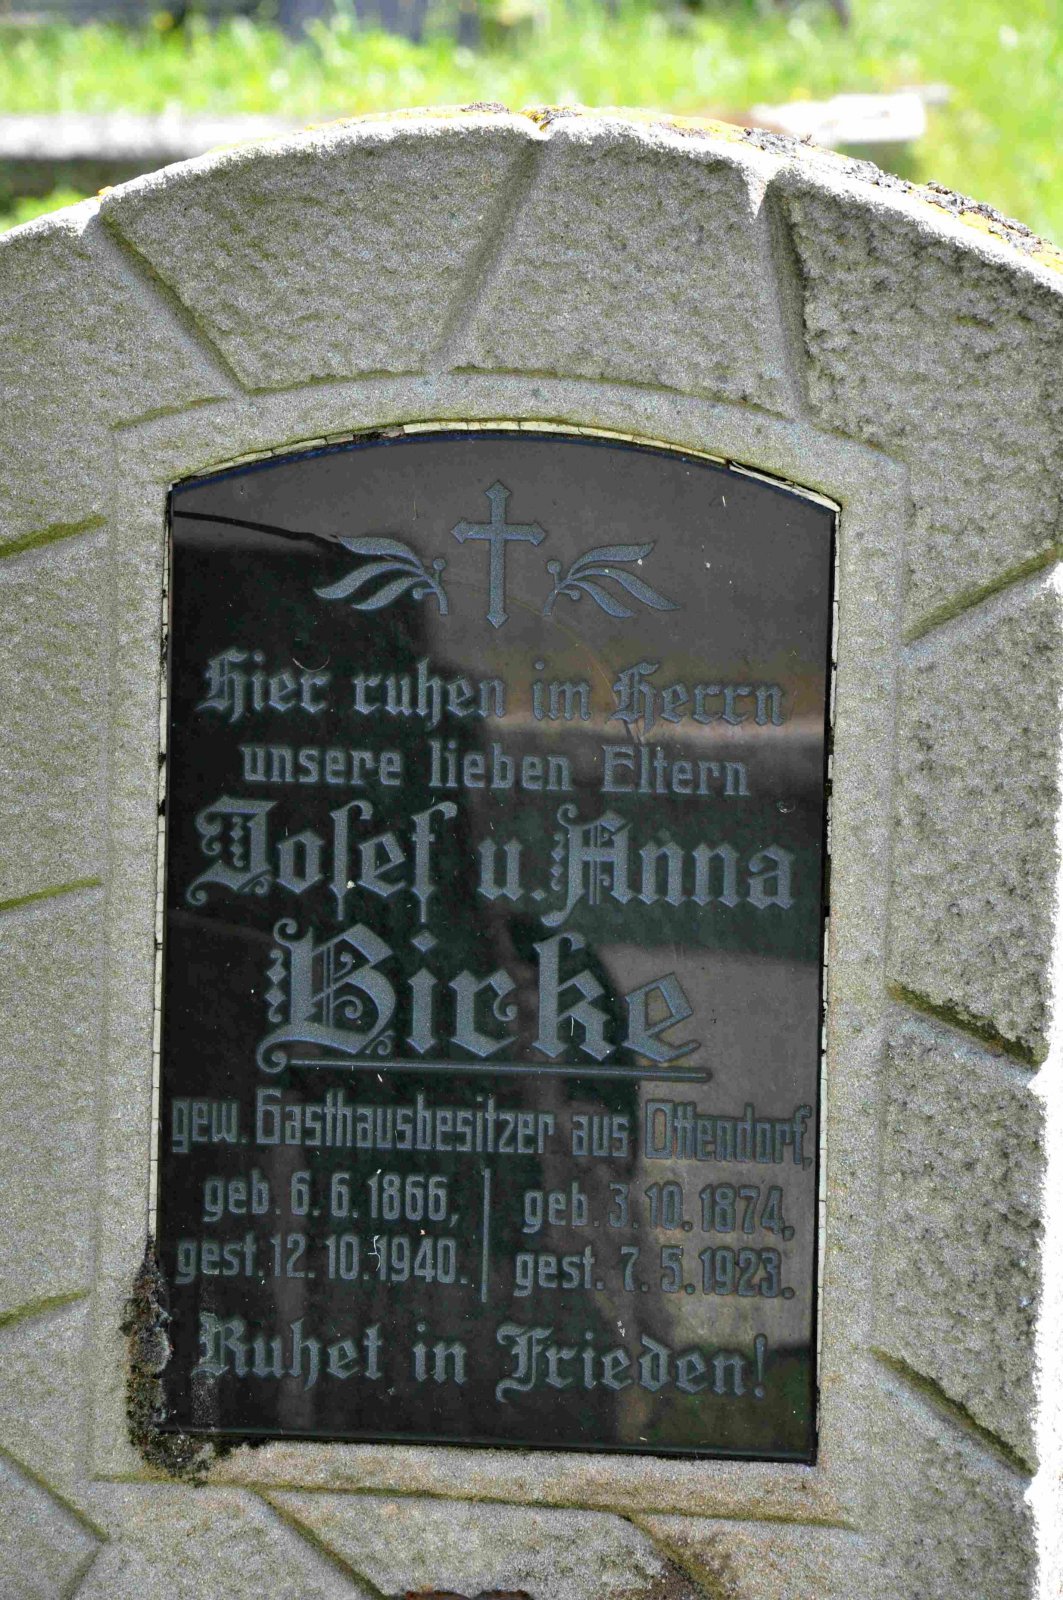 Hier ruhen im Herrn
unsere lieben Eltern
Josef u. Anna
Birke
gew. Gasthausbesitzer aus Ottendorf,
geb. 6. 6. 1866, geb. 3. 10. 1874,
gest. 12. 10. 1940. gest. 7. 5. 1923.
Ruhet in Frieden!